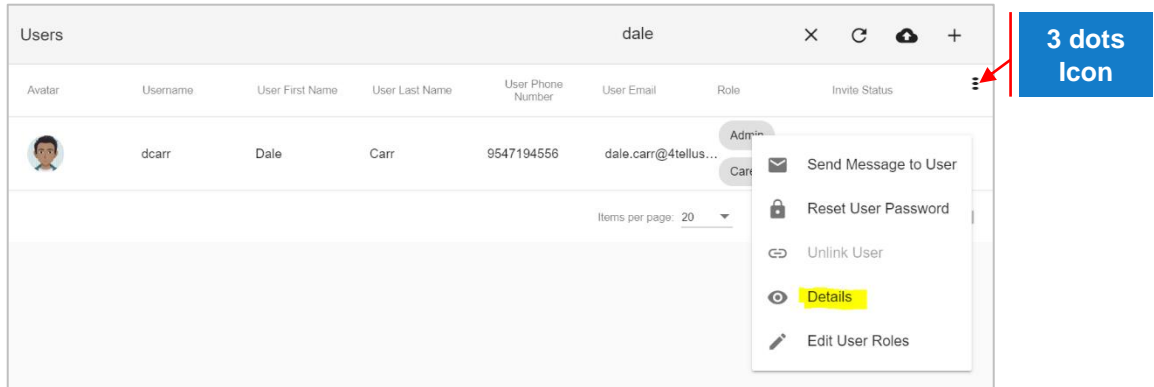 Users
dale
3 dots
Icon
Avatar
Username
User First Name
User Last Name
User Phone
Number
User Email
Role
Invite Status
dcarr
Dale
Carr
9547194556
dale.carr@4tellus...
Admin
Care
Items per page: 20
Send Message to User
Reset User Password
Unlink User
Details
Edit User Roles